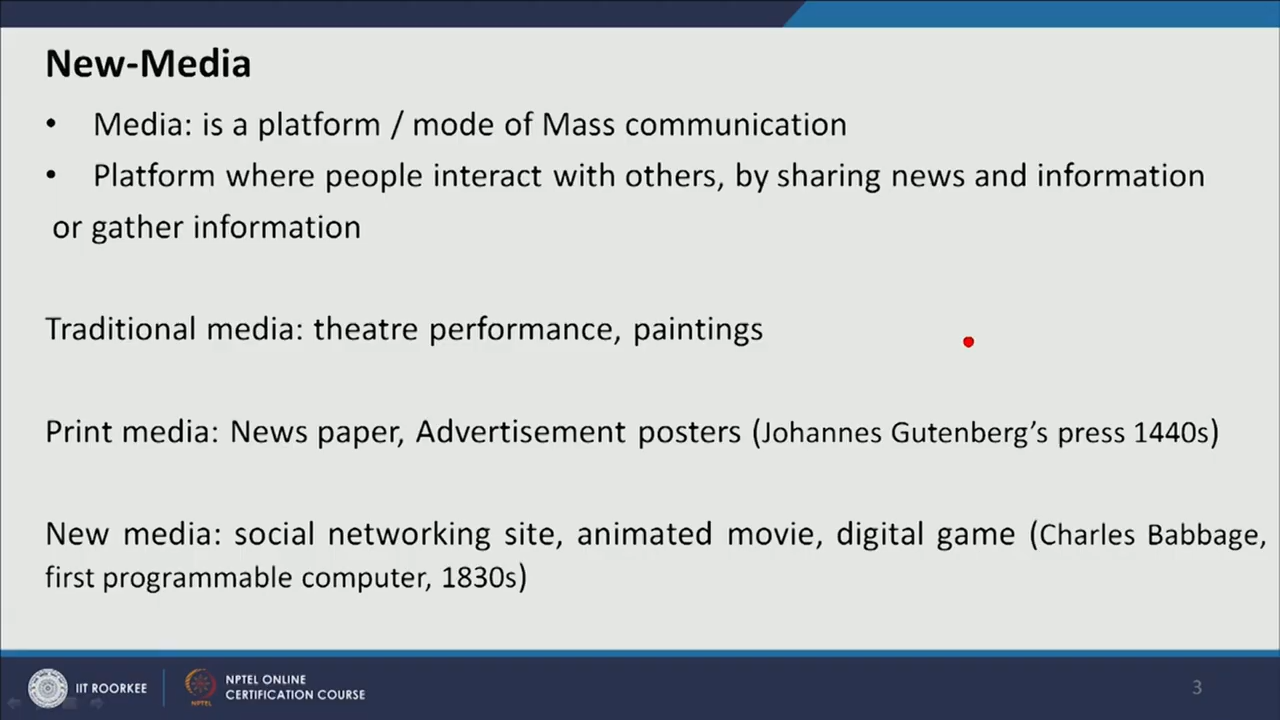 New-Media
• Media: is a platform / mode of Mass communication
• Platform where people interact with others, by sharing news and information
or gather information
Traditional media: theatre performance, paintings
Print media: News paper, Advertisement posters (Johannes Gutenberg’s press 1440s)
New media: social networking site, animated movie, digital game (Charles Babbage,
first programmable computer, 1830s)
IIT ROORKEE
NPTEL ONLINE
CERTIFICATION COURSE
NPTEL
3